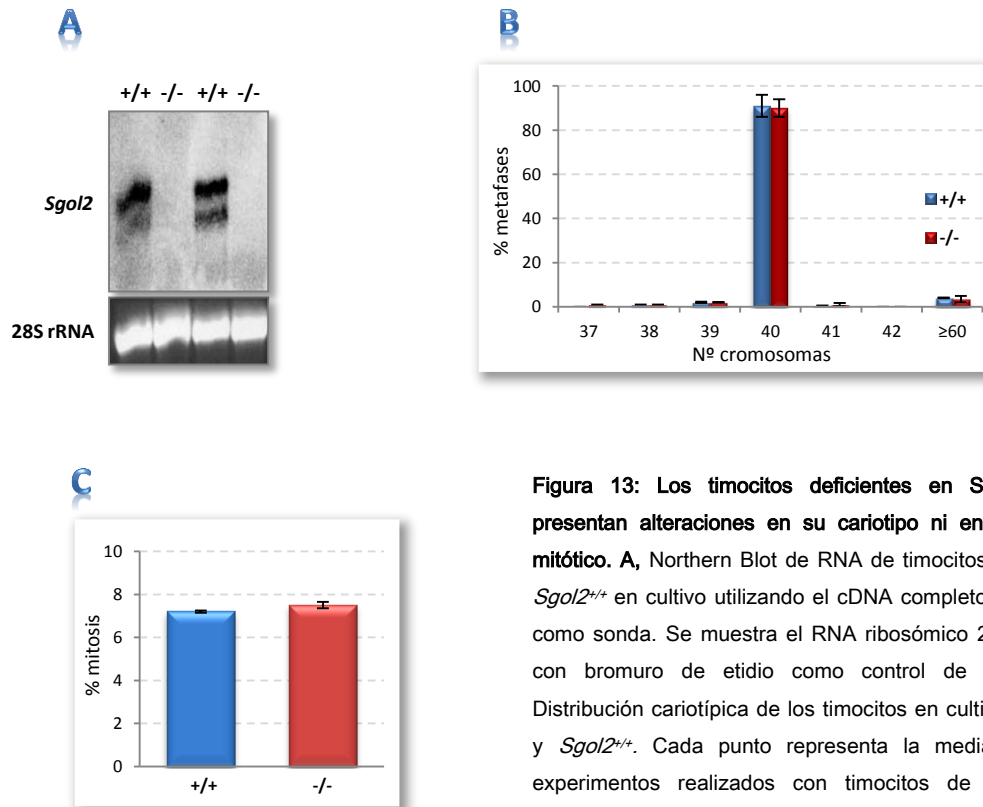 A
B
+/+ -/- +/+ -/-
Sgol2
28S rRNA
100
80
60
40
20
0
% metafases
37 38 39 40 41 42 ≥60
Nº cromosomas
+/+
-/-
C
10
8
6
4
2
0
% mitosis
+/+ -/-
Figura 13: Los timocitos deficientes en S
presentan alteraciones en su cariotipo ni en
mitótico. A, Northern Blot de RNA de timocitos
Sgol2+/+ en cultivo utilizando el cDNA completo
como sonda. Se muestra el RNA ribosómico 2
con bromuro de etidio como control de
Distribución cariotípica de los timocitos en culti
y Sgol2+/+. Cada punto representa la media
experimentos realizados con timocitos de